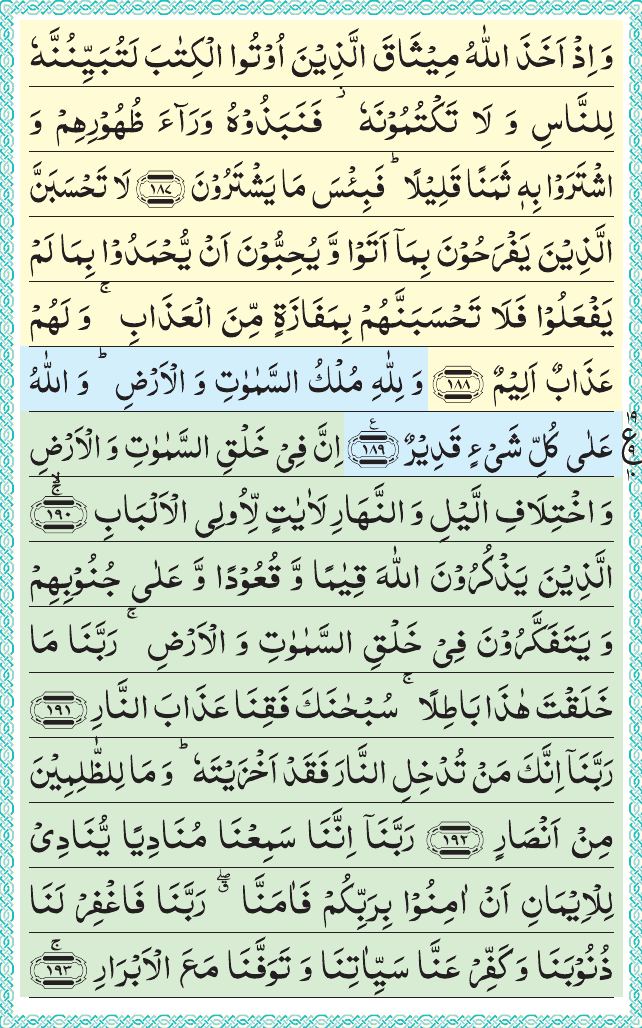 وَ اِذۡ اَخَذَ اللّٰهُ مِيۡثَاقَ الَّذِيۡنَ اُوۡتُوا الۡكِتٰبَ لَتُبَيِّنُنَّهٗ
لِلنَّاسِ وَ لَا تَكۡتُمُوۡنَهٗ ۫ فَنَبَذُوۡهُ وَرَآءَ ظُهُوۡرِهِمۡ وَ
اشۡتَرَوۡا بِهٖ ثَمَنًا قَلِيۡلًا ؕ فَبِئۡسَ مَا يَشۡتَرُوۡنَ ﴿۱۸۷﴾ لَا تَحۡسَبَنَّ
الَّذِيۡنَ يَفۡرَحُوۡنَ بِمَاۤ اَتَوۡا وَّ يُحِبُّوۡنَ اَنۡ يُّحۡمَدُوۡا بِمَا لَمۡ
يَفۡعَلُوۡا فَلَا تَحۡسَبَنَّهُمۡ بِمَفَازَةٍ مِّنَ الۡعَذَابِ ۚ وَ لَهُمۡ
عَذَابٌ اَلِيۡمٌ ﴿۱۸۸﴾ وَ لِلّٰهِ مُلۡكُ السَّمٰوٰتِ وَ الۡاَرۡضِ ؕ وَ اللّٰهُ
عَلٰى كُلِّ شَىۡءٍ قَدِيۡرٌ ﴿۱۸۹﴾ ع اِنَّ فِىۡ خَلۡقِ السَّمٰوٰتِ وَ الۡاَرۡضِ
۱۹ ع ۹ ۱۰
وَ اخۡتِلَافِ الَّيۡلِ وَ النَّهَارِ لَاٰيٰتٍ لِّاُولِى الۡاَلۡبَابِ ﴿۱۹۰﴾ ۚۙ
الَّذِيۡنَ يَذۡكُرُوۡنَ اللّٰهَ قِيٰمًا وَّ قُعُوۡدًا وَّ عَلٰى جُنُوۡبِهِمۡ
وَ يَتَفَكَّرُوۡنَ فِىۡ خَلۡقِ السَّمٰوٰتِ وَ الۡاَرۡضِ ۚ رَبَّنَا مَا
خَلَقۡتَ هٰذَا بَاطِلًا ۚ سُبۡحٰنَكَ فَقِنَا عَذَابَ النَّارِ ﴿۱۹۱﴾
رَبَّنَاۤ اِنَّكَ مَنۡ تُدۡخِلِ النَّارَ فَقَدۡ اَخۡزَيۡتَهٗ ؕ وَ مَا لِلظّٰلِمِيۡنَ
مِنۡ اَنۡصَارٍ ﴿۱۹۲﴾ رَبَّنَاۤ اِنَّنَا سَمِعۡنَا مُنَادِيًا يُّنَادِىۡ
لِلۡاِيۡمَانِ اَنۡ اٰمِنُوۡا بِرَبِّكُمۡ فَاٰمَنَّا ۖۗ رَبَّنَا فَاغۡفِرۡ لَنَا
ذُنُوۡبَنَا وَ كَفِّرۡ عَنَّا سَيِّاٰتِنَا وَ تَوَفَّنَا مَعَ الۡاَبۡرَارِ ﴿۱۹۳﴾ ۚ